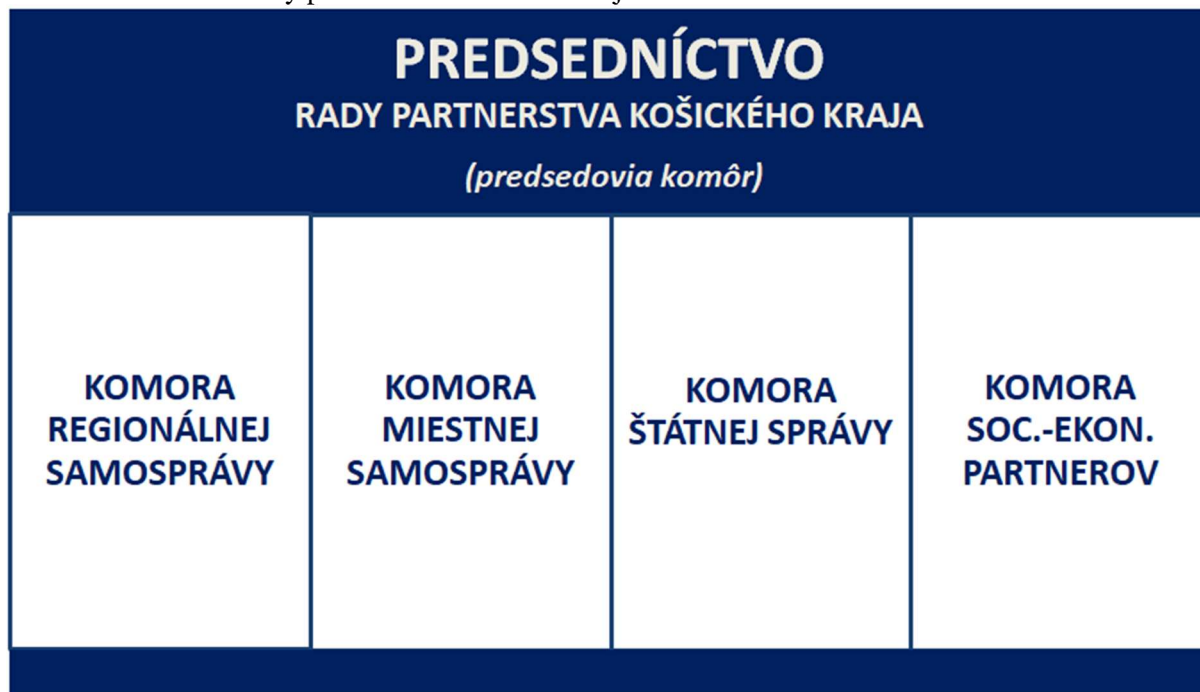 PREDSEDNÍCTVO
RADY PARTNERSTVA KOŠICKÉHO KRAJA
(predsedovia komôr)
KOMORA
REGIONÁLNEJ
SAMOSPRÁVY
KOMORA
MIESTNEJ
SAMOSPRÁVY
KOMORA
ŠTÁTNEJ SPRÁVY
KOMORA
SOC.-EKON.
PARTNEROV